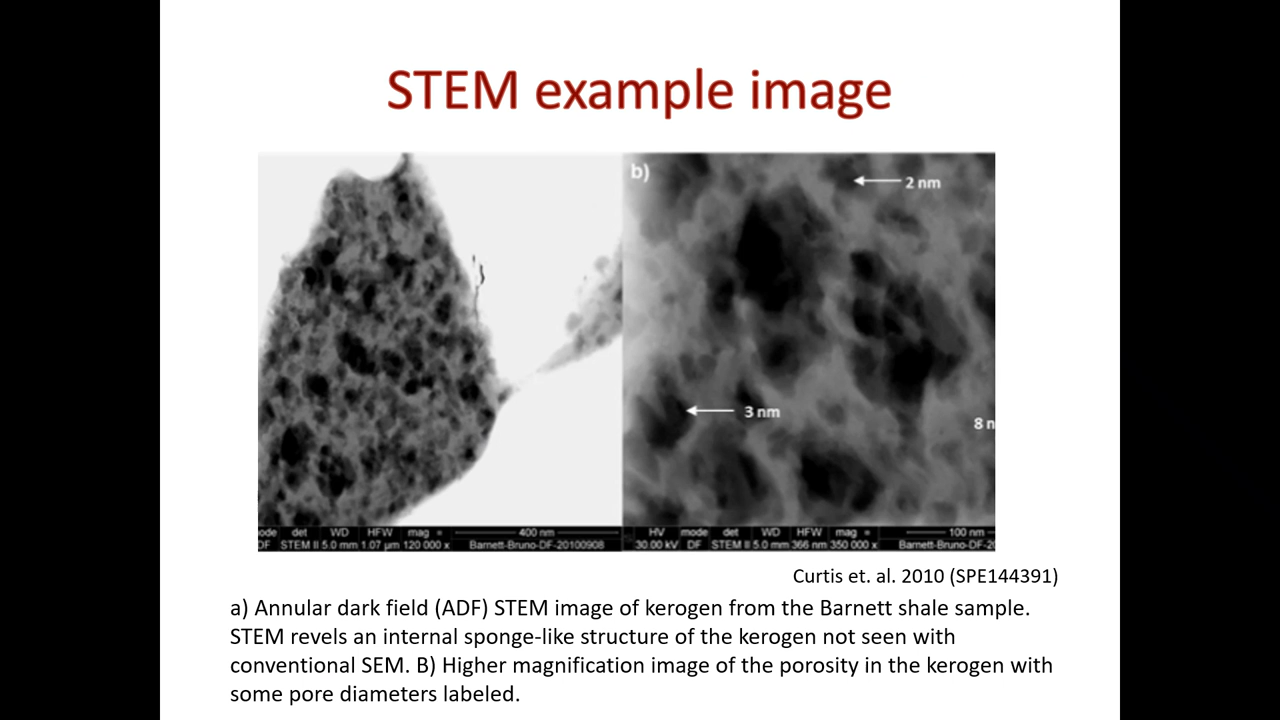 STEM example image
b)
2 nm
3 nm
8 n
ode det WD HFW mag 400 nm
DF STEM II 5.0 mm 1.07 µm 120 000 x Barnett-Bruno-DF-20100908
HV mode det WD HFW mag 100 nm
30.00 kV DF STEM II 5.0 mm 366 nm 350 000 x Barnett-Bruno-DF-20
Curtis et. al. 2010 (SPE144391)
a) Annular dark field (ADF) STEM image of kerogen from the Barnett shale sample.
STEM revels an internal sponge-like structure of the kerogen not seen with
conventional SEM. B) Higher magnification image of the porosity in the kerogen with
some pore diameters labeled.